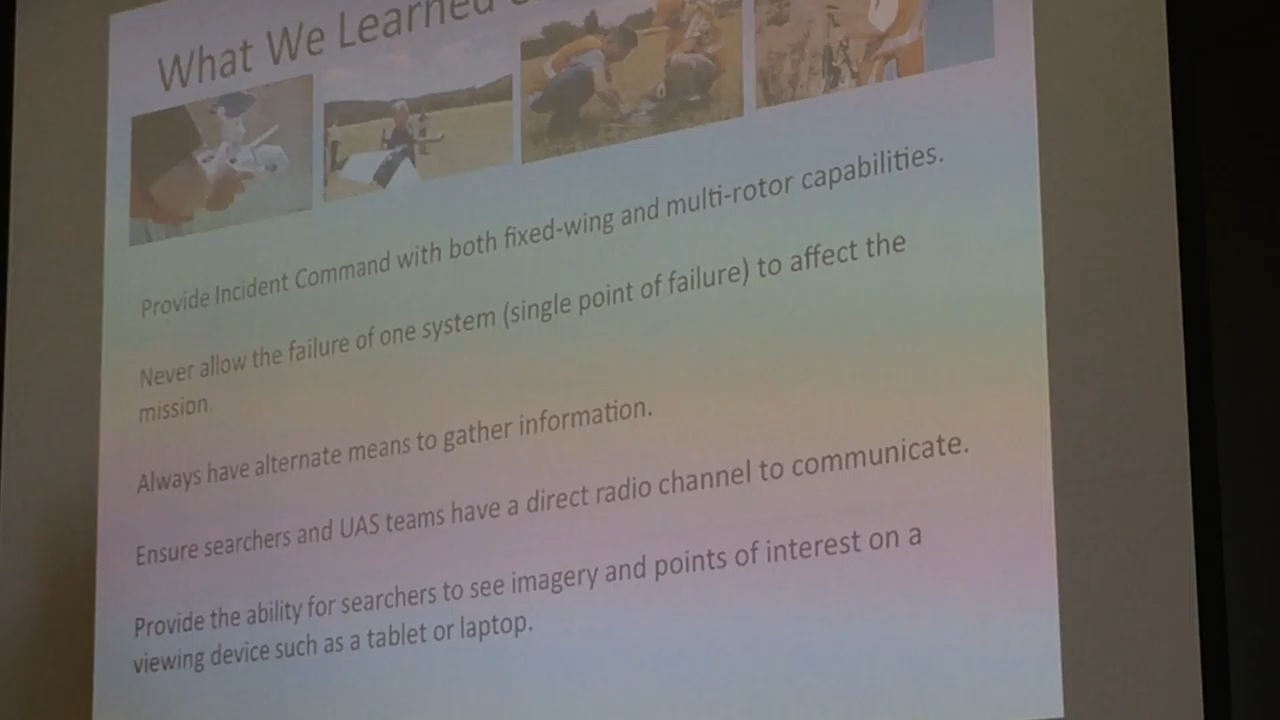 What We Learned
Provide Incident Command with both fixed-wing and multi-rotor capabilities.
Never allow the failure of one system (single point of failure) to affect the
mission.
Always have alternate means to gather information.
Ensure searchers and UAS teams have a direct radio channel to communicate.
Provide the ability for searchers to see imagery and points of interest on a
viewing device such as a tablet or laptop.